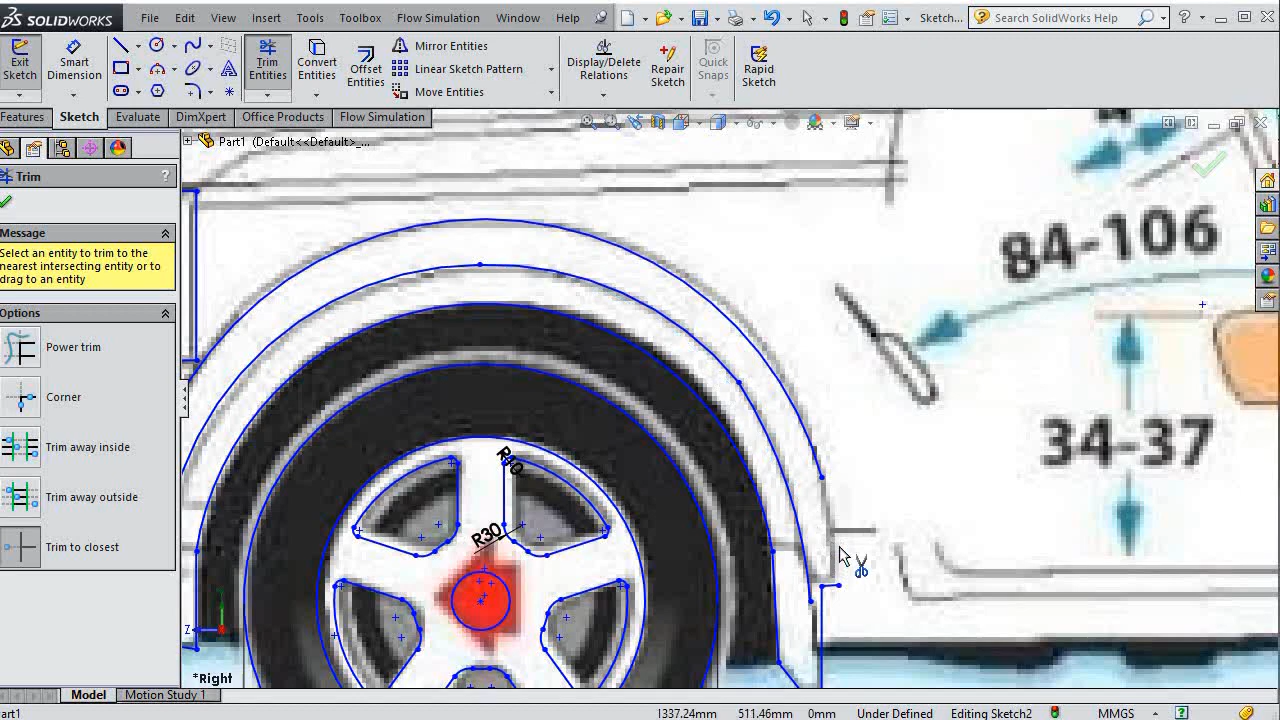 SOLIDWORKS
File Edit View Insert Tools Toolbox Flow Simulation Window Help
Sketch...
Search SolidWorks Help
Exit Sketch
Smart Dimension
Trim Entities
Convert Entities
Offset Entities
Mirror Entities
Linear Sketch Pattern
Move Entities
Display/Delete Relations
Repair Sketch
Quick Snaps
Rapid Sketch
Features Sketch Evaluate DimXpert Office Products Flow Simulation
Part1 (Default<<Default>_...
Trim ?
Message
Select an entity to trim to the
nearest intersecting entity or to
drag to an entity
Options
Power trim
Corner
Trim away inside
Trim away outside
Trim to closest
84-106
34-37
R40
R30
Z
*Right
Model Motion Study 1
art1 1337.24mm 511.46mm 0mm Under Defined Editing Sketch2 MMGS